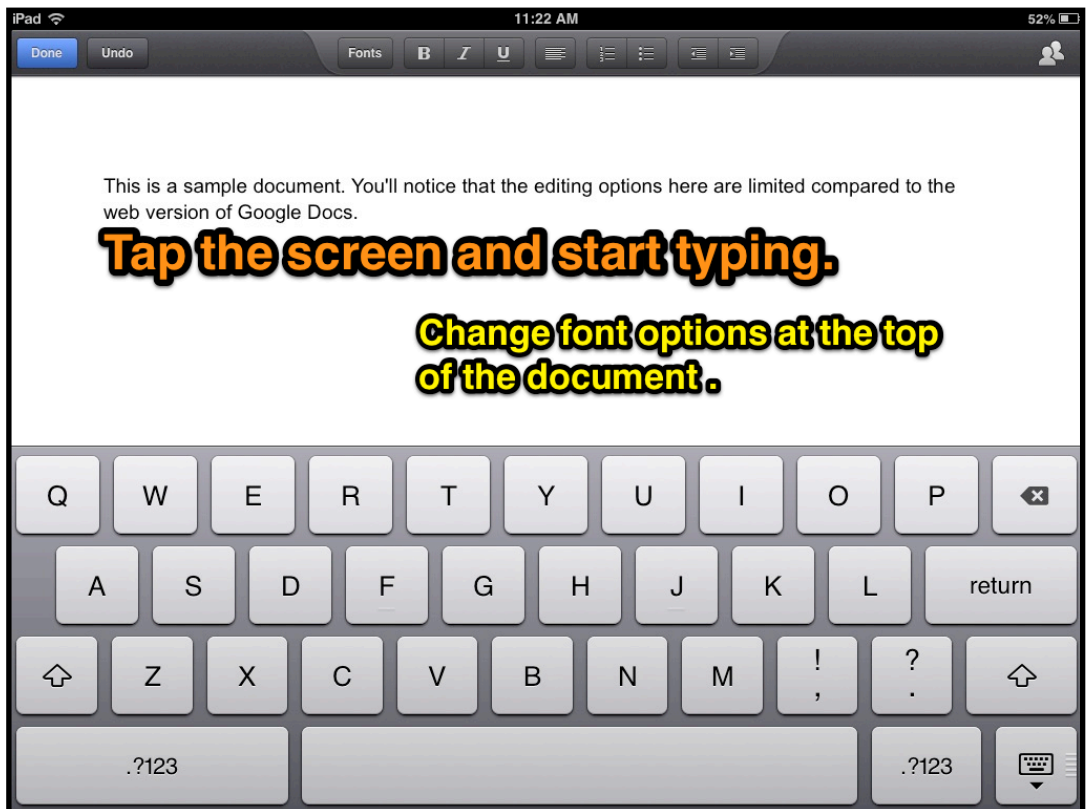 iPad 11:22 AM 52%
Done Undo Fonts B I U
This is a sample document. You'll notice that the editing options here are limited compared to the
web version of Google Docs.
Tap the screen and start typing.
Change font options at the top
of the document .
Q W E R T Y U I O P
A S D F G H J K L return
Z X C V B N M ! , ? .
.?123 .?123